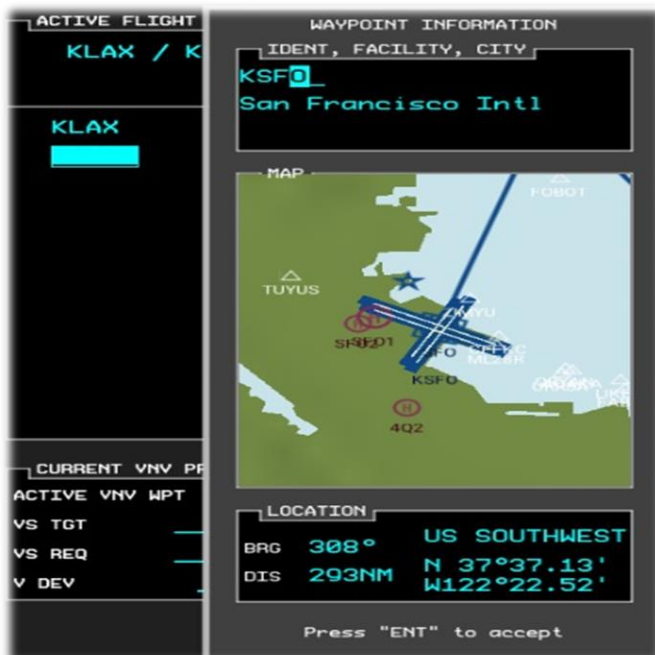 ACTIVE FLIGHT
KLAX / K
KLAX
CURRENT VNV PR
ACTIVE VNV WPT
VS TGT
VS REQ
V DEV
WAYPOINT INFORMATION
IDENT, FACILITY, CITY
KSFO_
San Francisco Intl
MAP
FOBOT
TUYUS
SFO1
KSFO
4Q2
LOCATION
BRG 308°
DIS 293NM
US SOUTHWEST
N 37°37.13'
W122°22.52'
Press "ENT" to accept